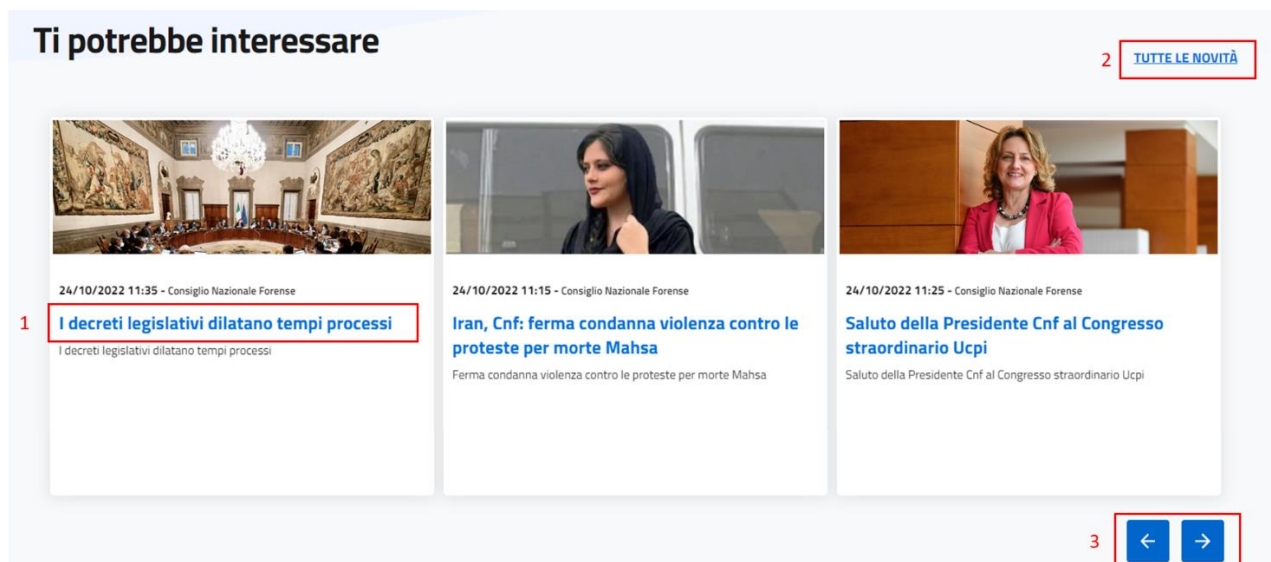 Ti potrebbe interessare
2
TUTTE LE NOVITÀ
24/10/2022 11:35 - Consiglio Nazionale Forense
1
I decreti legislativi dilatano tempi processi
I decreti legislativi dilatano tempi processi
24/10/2022 11:15 - Consiglio Nazionale Forense
Iran, Cnf: ferma condanna violenza contro le
proteste per morte Mahsa
Ferma condanna violenza contro le proteste per morte Mahsa
24/10/2022 11:25 - Consiglio Nazionale Forense
Saluto della Presidente Cnf al Congresso
straordinario Ucpi
Saluto della Presidente Cnf al Congresso straordinario Ucpi
3